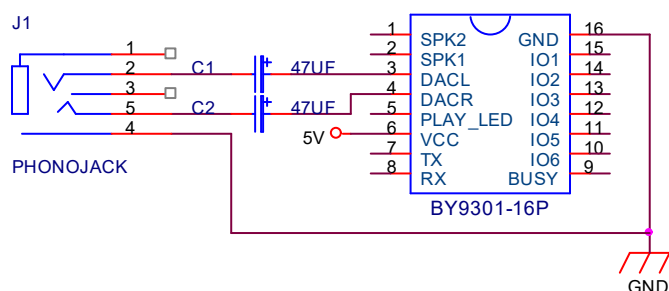 J1
1
2
3
5
4
PHONOJACK
C1
47UF
C2
47UF
5V
1 SPK2 GND 16
2 SPK1 IO1 15
3 DACL IO2 14
4 DACR IO3 13
5 PLAY_LED IO4 12
6 VCC IO5 11
7 TX IO6 10
8 RX BUSY 9
BY9301-16P
GND